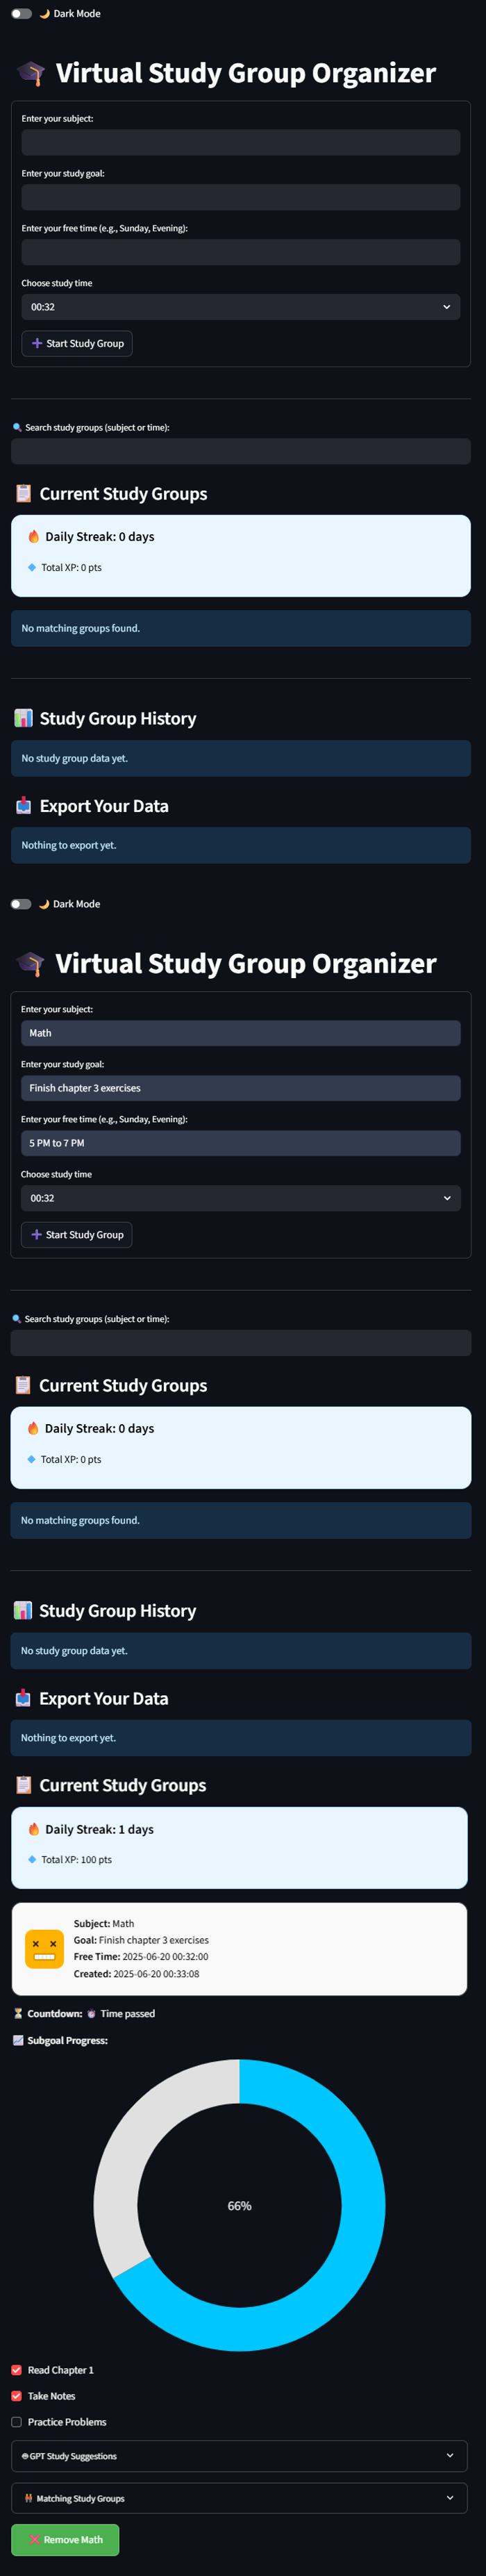 Dark Mode
Virtual Study Group Organizer
Enter your subject:
Enter your study goal:
Enter your free time (e.g., Sunday, Evening):
Choose study time
00:32
Start Study Group
Search study groups (subject or time):
Current Study Groups
Daily Streak: 0 days
Total XP: 0 pts
No matching groups found.
Study Group History
No study group data yet.
Export Your Data
Nothing to export yet.
Dark Mode
Virtual Study Group Organizer
Enter your subject:
Math
Enter your study goal:
Finish chapter 3 exercises
Enter your free time (e.g., Sunday, Evening):
5 PM to 7 PM
Choose study time
00:32
Start Study Group
Search study groups (subject or time):
Current Study Groups
Daily Streak: 0 days
Total XP: 0 pts
No matching groups found.
Study Group History
No study group data yet.
Export Your Data
Nothing to export yet.
Current Study Groups
Daily Streak: 1 days
Total XP: 100 pts
Subject: Math
Goal: Finish chapter 3 exercises
Free Time: 2025-06-20 00:32:00
Created: 2025-06-20 00:33:08
Countdown: Time passed
Subgoal Progress:
66%
Read Chapter 1
Take Notes
Practice Problems
GPT Study Suggestions
Matching Study Groups
Remove Math